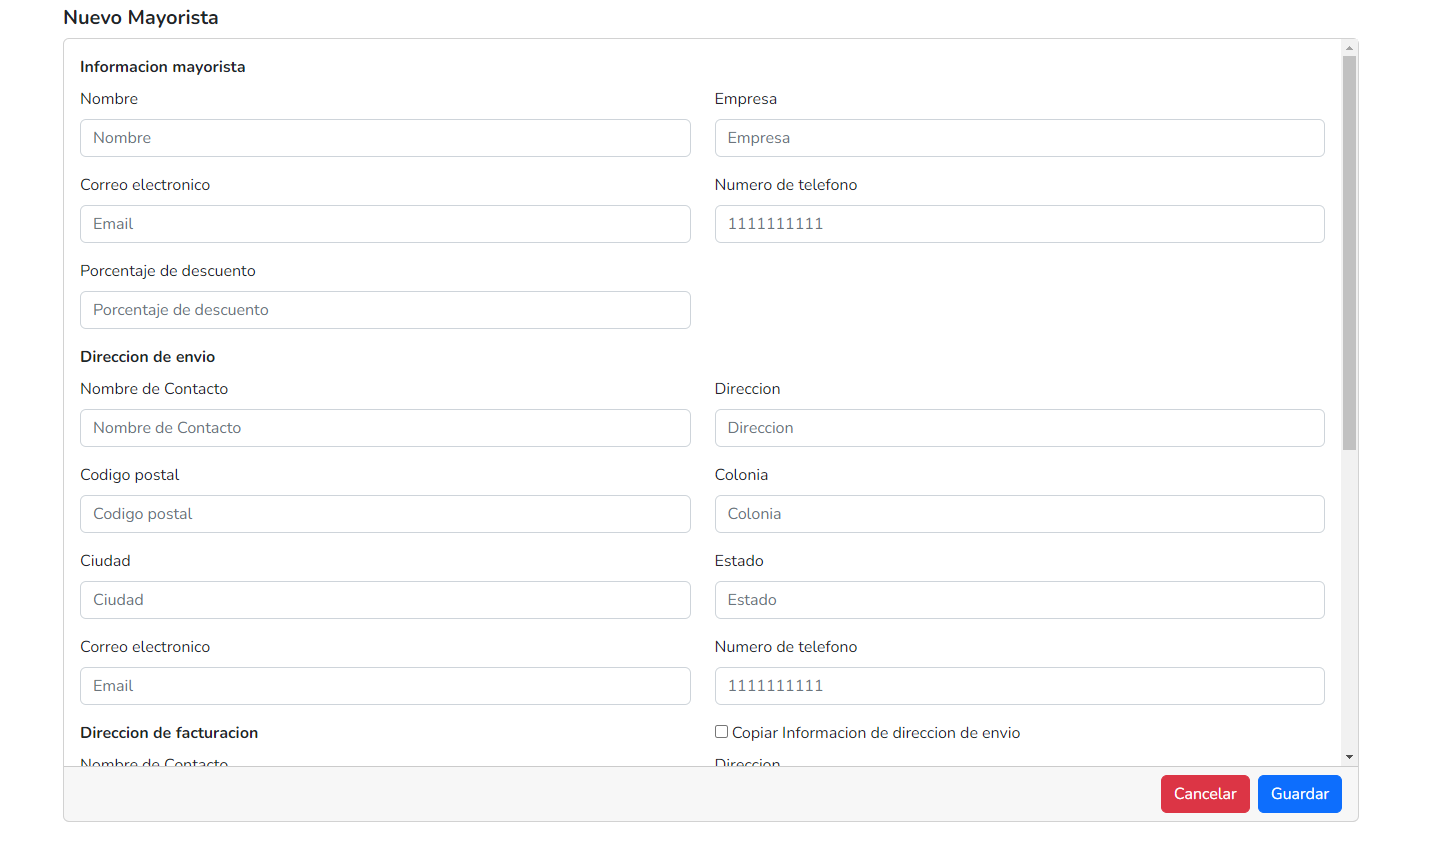 Nuevo Mayorista
Informacion mayorista
Nombre Empresa
Nombre Empresa
Correo electronico Numero de telefono
Email 1111111111
Porcentaje de descuento
Porcentaje de descuento
Direccion de envio
Nombre de Contacto Direccion
Nombre de Contacto Direccion
Codigo postal Colonia
Codigo postal Colonia
Ciudad Estado
Ciudad Estado
Correo electronico Numero de telefono
Email 1111111111
Direccion de facturacion Copiar Informacion de direccion de envio
Nombre de Contacto Direccion
Cancelar Guardar